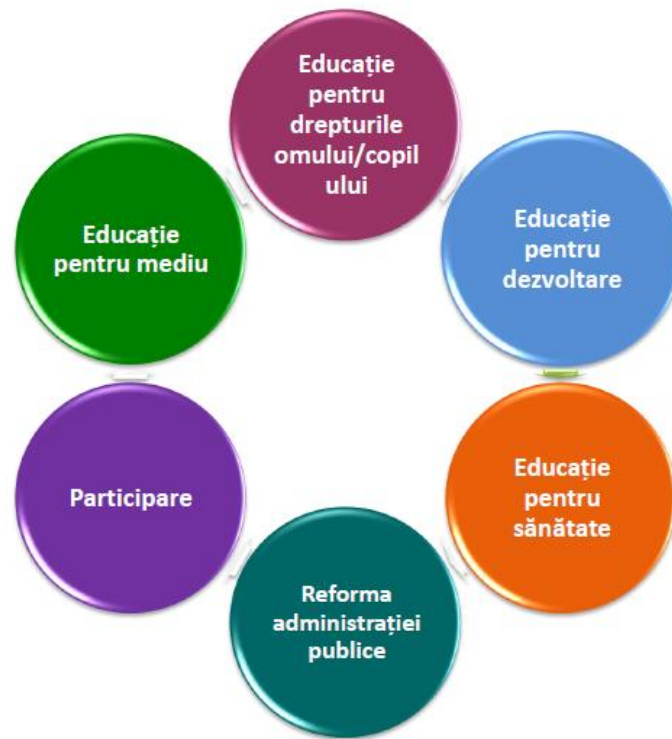 Educație
pentru
drepturile
omului/copil
ului
Educație
pentru
dezvoltare
Educație
pentru
sănătate
Reforma
administrației
publice
Participare
Educație
pentru mediu